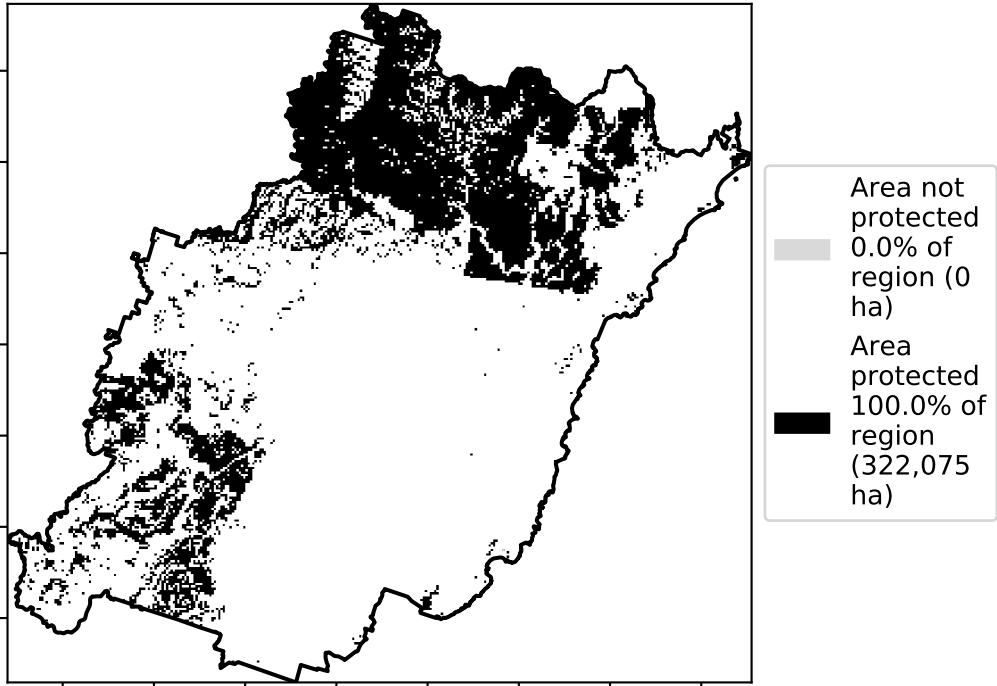 Area not
protected
0.0% of
region (0
ha)
Area
protected
100.0% of
region
(322,075
ha)